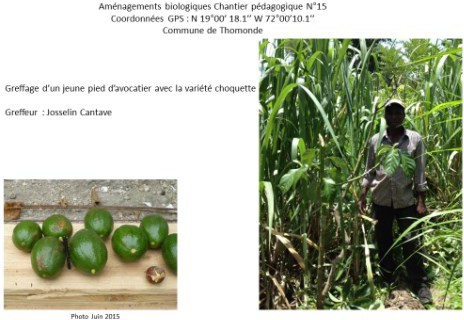 Aménagements biologiques Chantier pédagogique N°15
Coordonnées GPS : N 19°00’ 18.1’’ W 72°00’10.1’’
Commune de Thomonde
Greffage d’un jeune pied d’avocatier avec la variété choquette
Greffeur : Josselin Cantave
Photo Juin 2015